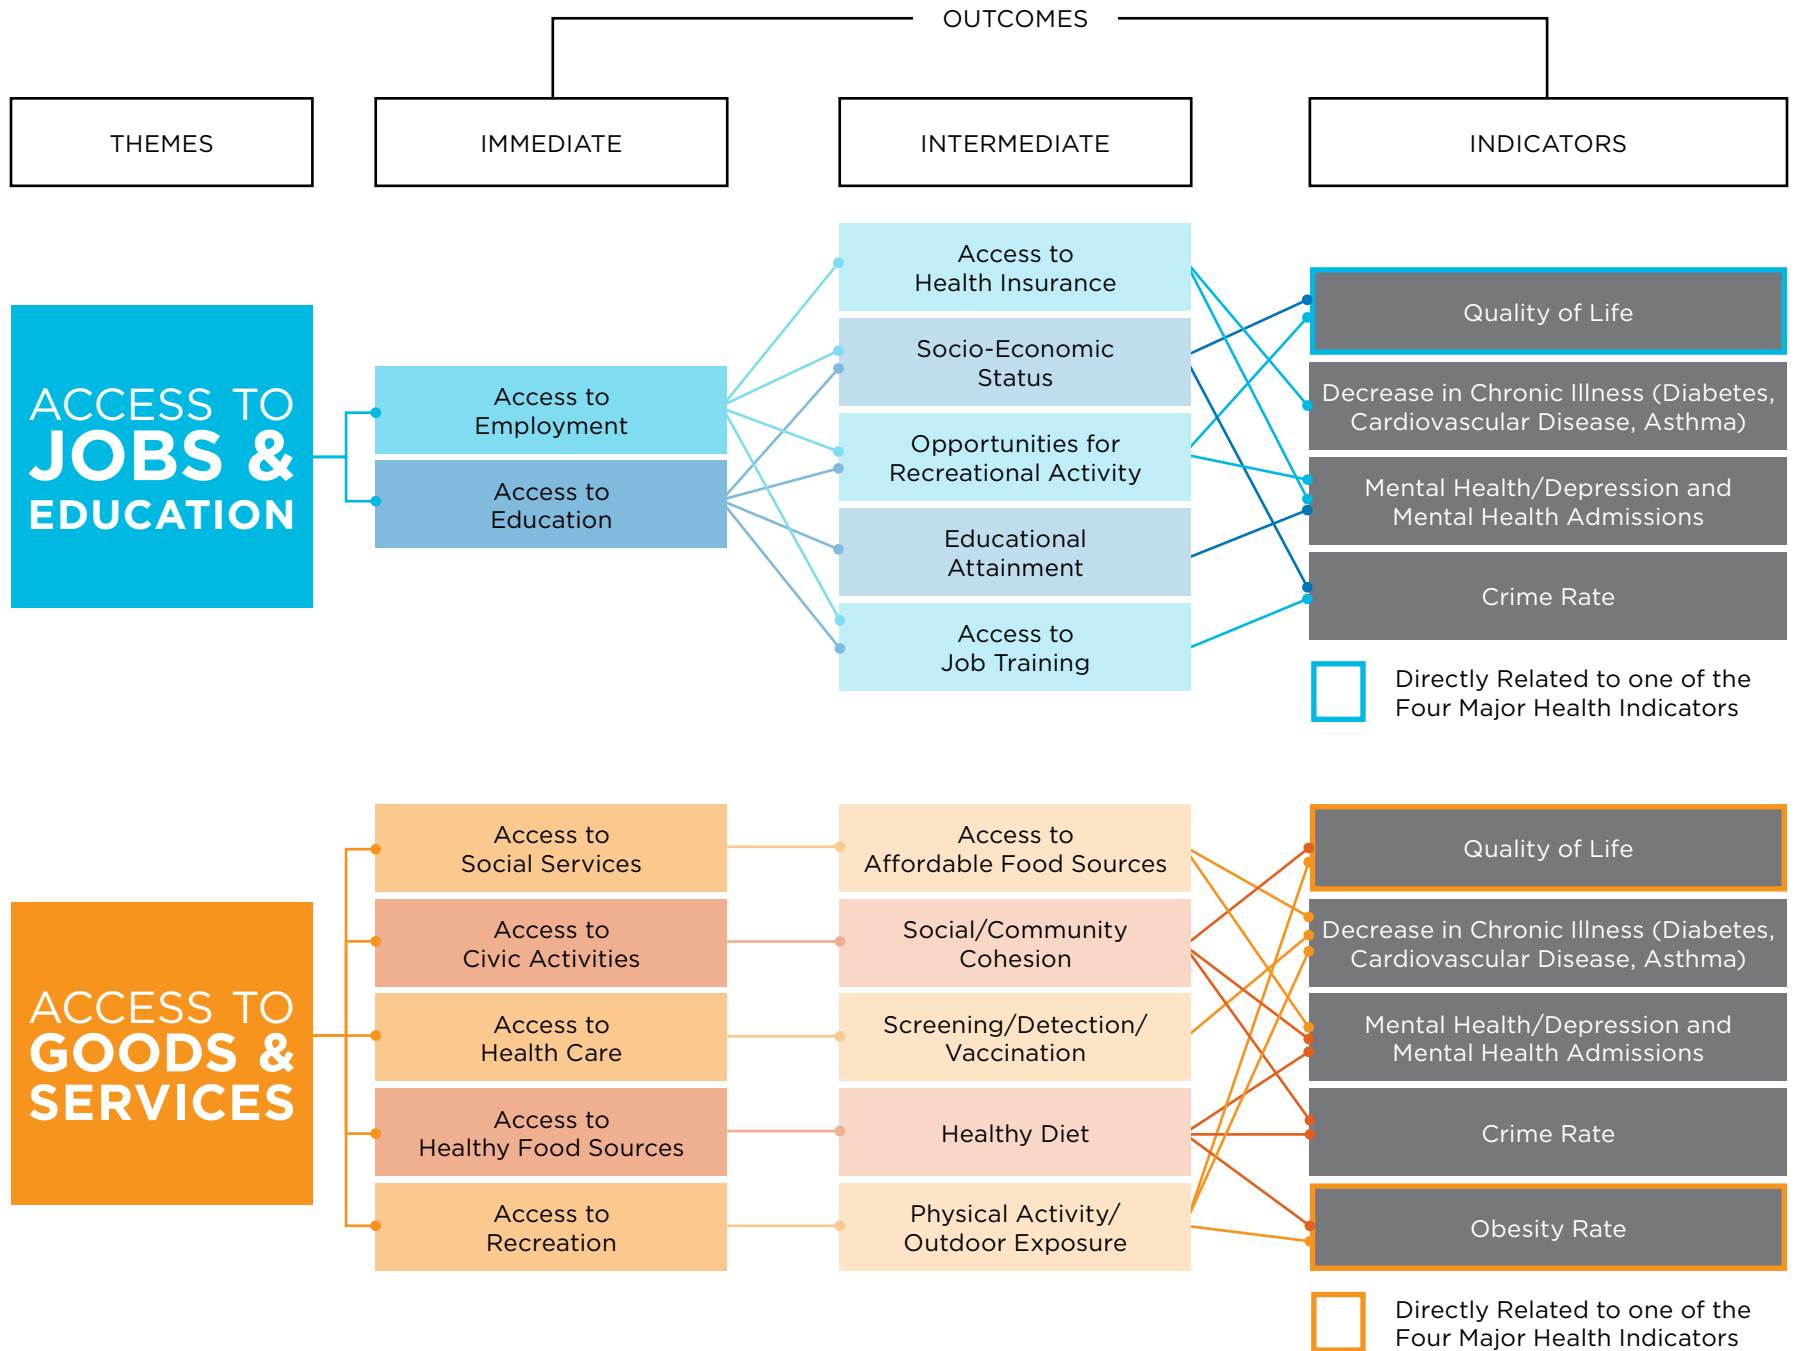 OUTCOMES
THEMES
IMMEDIATE
INTERMEDIATE
INDICATORS
ACCESS TO
JOBS &
EDUCATION
Access to
Employment
Access to
Education
Access to
Health Insurance
Socio-Economic
Status
Opportunities for
Recreational Activity
Educational
Attainment
Access to
Job Training
Quality of Life
Decrease in Chronic Illness (Diabetes,
Cardiovascular Disease, Asthma)
Mental Health/Depression and
Mental Health Admissions
Crime Rate
Directly Related to one of the
Four Major Health Indicators
ACCESS TO
GOODS &
SERVICES
Access to
Social Services
Access to
Civic Activities
Access to
Health Care
Access to
Healthy Food Sources
Access to
Recreation
Access to
Affordable Food Sources
Social/Community
Cohesion
Screening/Detection/
Vaccination
Healthy Diet
Physical Activity/
Outdoor Exposure
Quality of Life
Decrease in Chronic Illness (Diabetes,
Cardiovascular Disease, Asthma)
Mental Health/Depression and
Mental Health Admissions
Crime Rate
Obesity Rate
Directly Related to one of the
Four Major Health Indicators